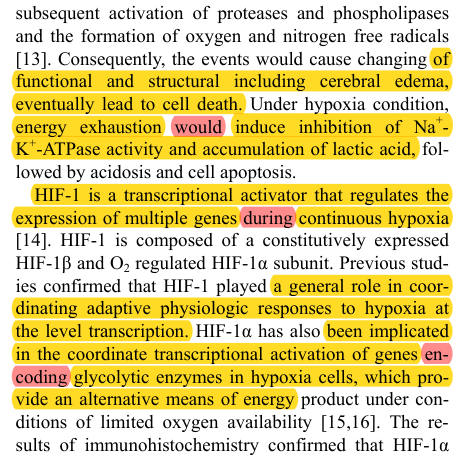 subsequent activation of proteases and phospholipases
and the formation of oxygen and nitrogen free radicals
[13]. Consequently, the events would cause changing of
functional and structural including cerebral edema,
eventually lead to cell death. Under hypoxia condition,
energy exhaustion would induce inhibition of Na⁺-
K⁺-ATPase activity and accumulation of lactic acid, fol-
lowed by acidosis and cell apoptosis.
HIF-1 is a transcriptional activator that regulates the
expression of multiple genes during continuous hypoxia
[14]. HIF-1 is composed of a constitutively expressed
HIF-1β and O₂ regulated HIF-1α subunit. Previous stud-
ies confirmed that HIF-1 played a general role in coor-
dinating adaptive physiologic responses to hypoxia at
the level transcription. HIF-1α has also been implicated
in the coordinate transcriptional activation of genes en-
coding glycolytic enzymes in hypoxia cells, which pro-
vide an alternative means of energy product under con-
ditions of limited oxygen availability [15,16]. The re-
sults of immunohistochemistry confirmed that HIF-1α